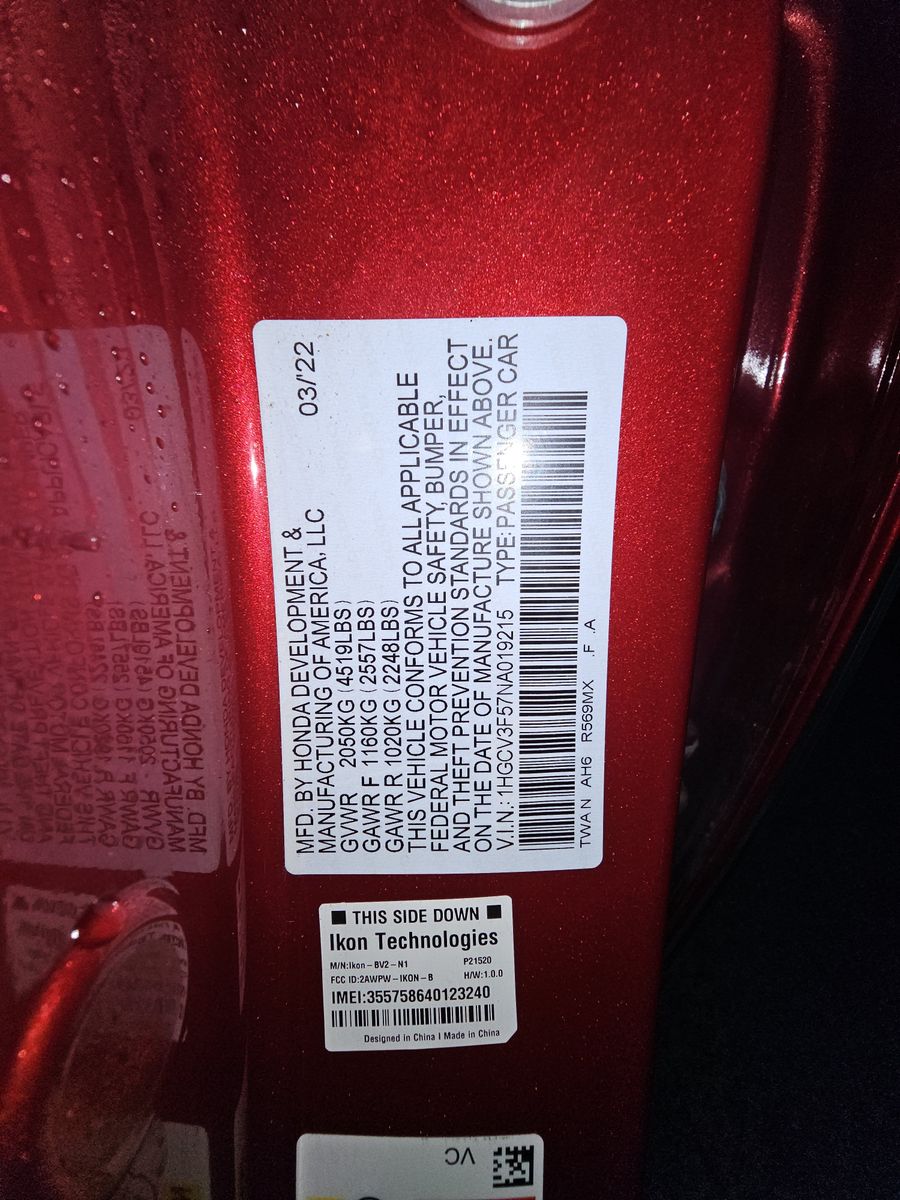 MFD. BY HONDA DEVELOPMENT &
MANUFACTURING OF AMERICA, LLC 03/'22
GVWR 2050KG (4519LBS)
GAWR F 1160KG (2557LBS)
GAWR R 1020KG (2248LBS)
THIS VEHICLE CONFORMS TO ALL APPLICABLE
FEDERAL MOTOR VEHICLE SAFETY, BUMPER,
AND THEFT PREVENTION STANDARDS IN EFFECT
ON THE DATE OF MANUFACTURE SHOWN ABOVE.
V.I.N.: 1HGCV3F57NA019215 TYPE:PASSENGER CAR
TWAN AH6 R569MX .F .A
THIS SIDE DOWN
Ikon Technologies
M/N:Ikon-BV2-N1 P21520
FCC ID:2AWPW-IKON-B H/W:1.0.0
IMEI:355758640123240
Designed in China I Made in China
VC